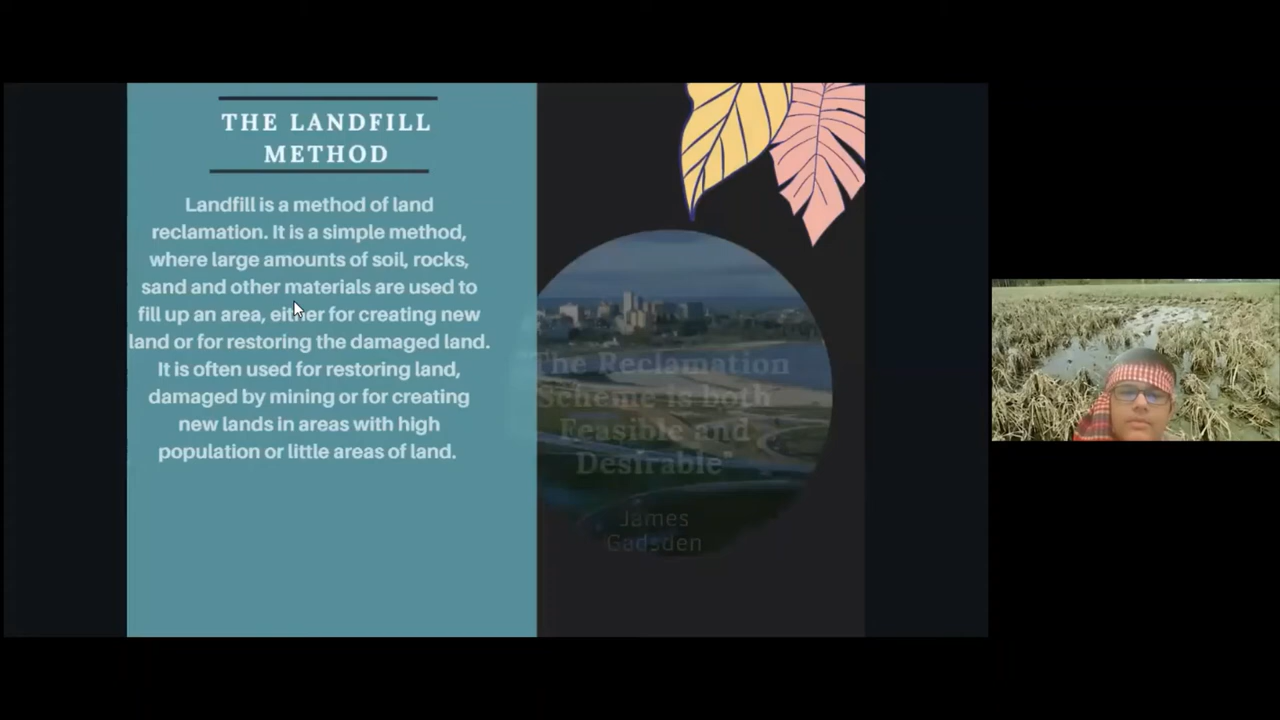 THE LANDFILL
METHOD
Landfill is a method of land
reclamation. It is a simple method,
where large amounts of soil, rocks,
sand and other materials are used to
fill up an area, either for creating new
land or for restoring the damaged land.
It is often used for restoring land,
damaged by mining or for creating
new lands in areas with high
population or little areas of land.
The Reclamation
Scheme is both
Feasible and
Desirable"
James
Gadsden